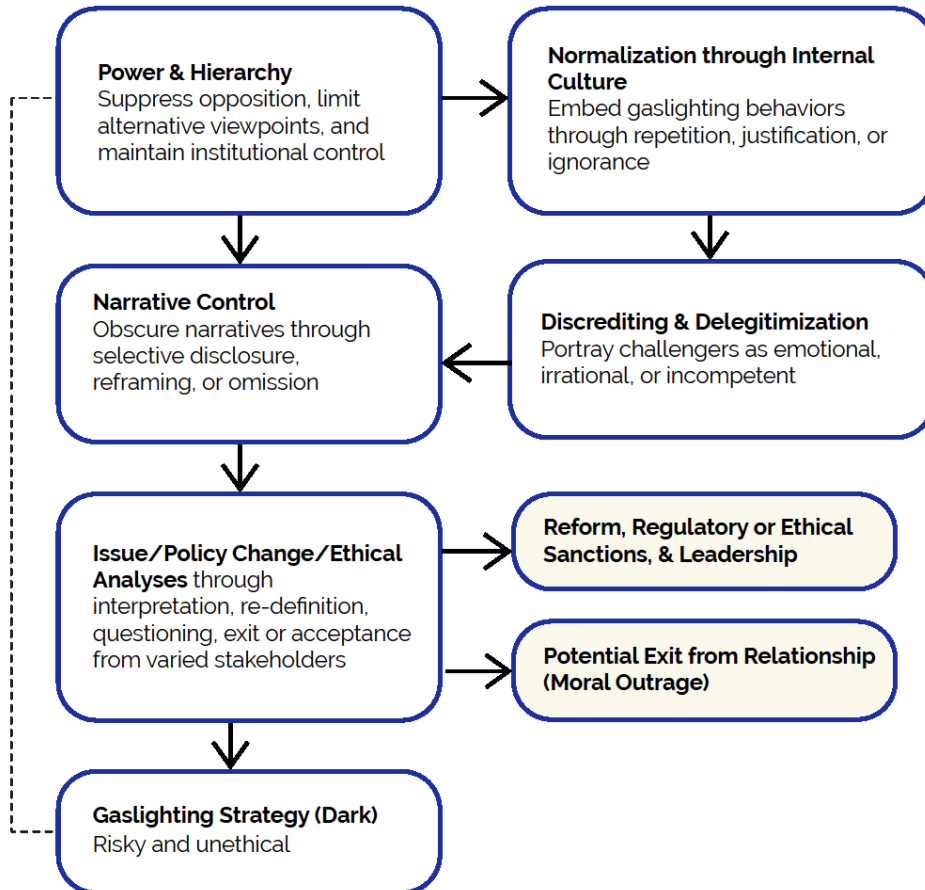 Power & Hierarchy
Suppress opposition, limit
alternative viewpoints, and
maintain institutional control
Normalization through Internal
Culture
Embed gaslighting behaviors
through repetition, justification, or
ignorance
Narrative Control
Obscure narratives through
selective disclosure,
reframing, or omission
Discrediting & Delegitimization
Portray challengers as emotional,
irrational, or incompetent
Issue/Policy Change/Ethical
Analyses through
interpretation, re-definition,
questioning, exit or acceptance
from varied stakeholders
Reform, Regulatory or Ethical
Sanctions, & Leadership
Potential Exit from Relationship
(Moral Outrage)
Gaslighting Strategy (Dark)
Risky and unethical